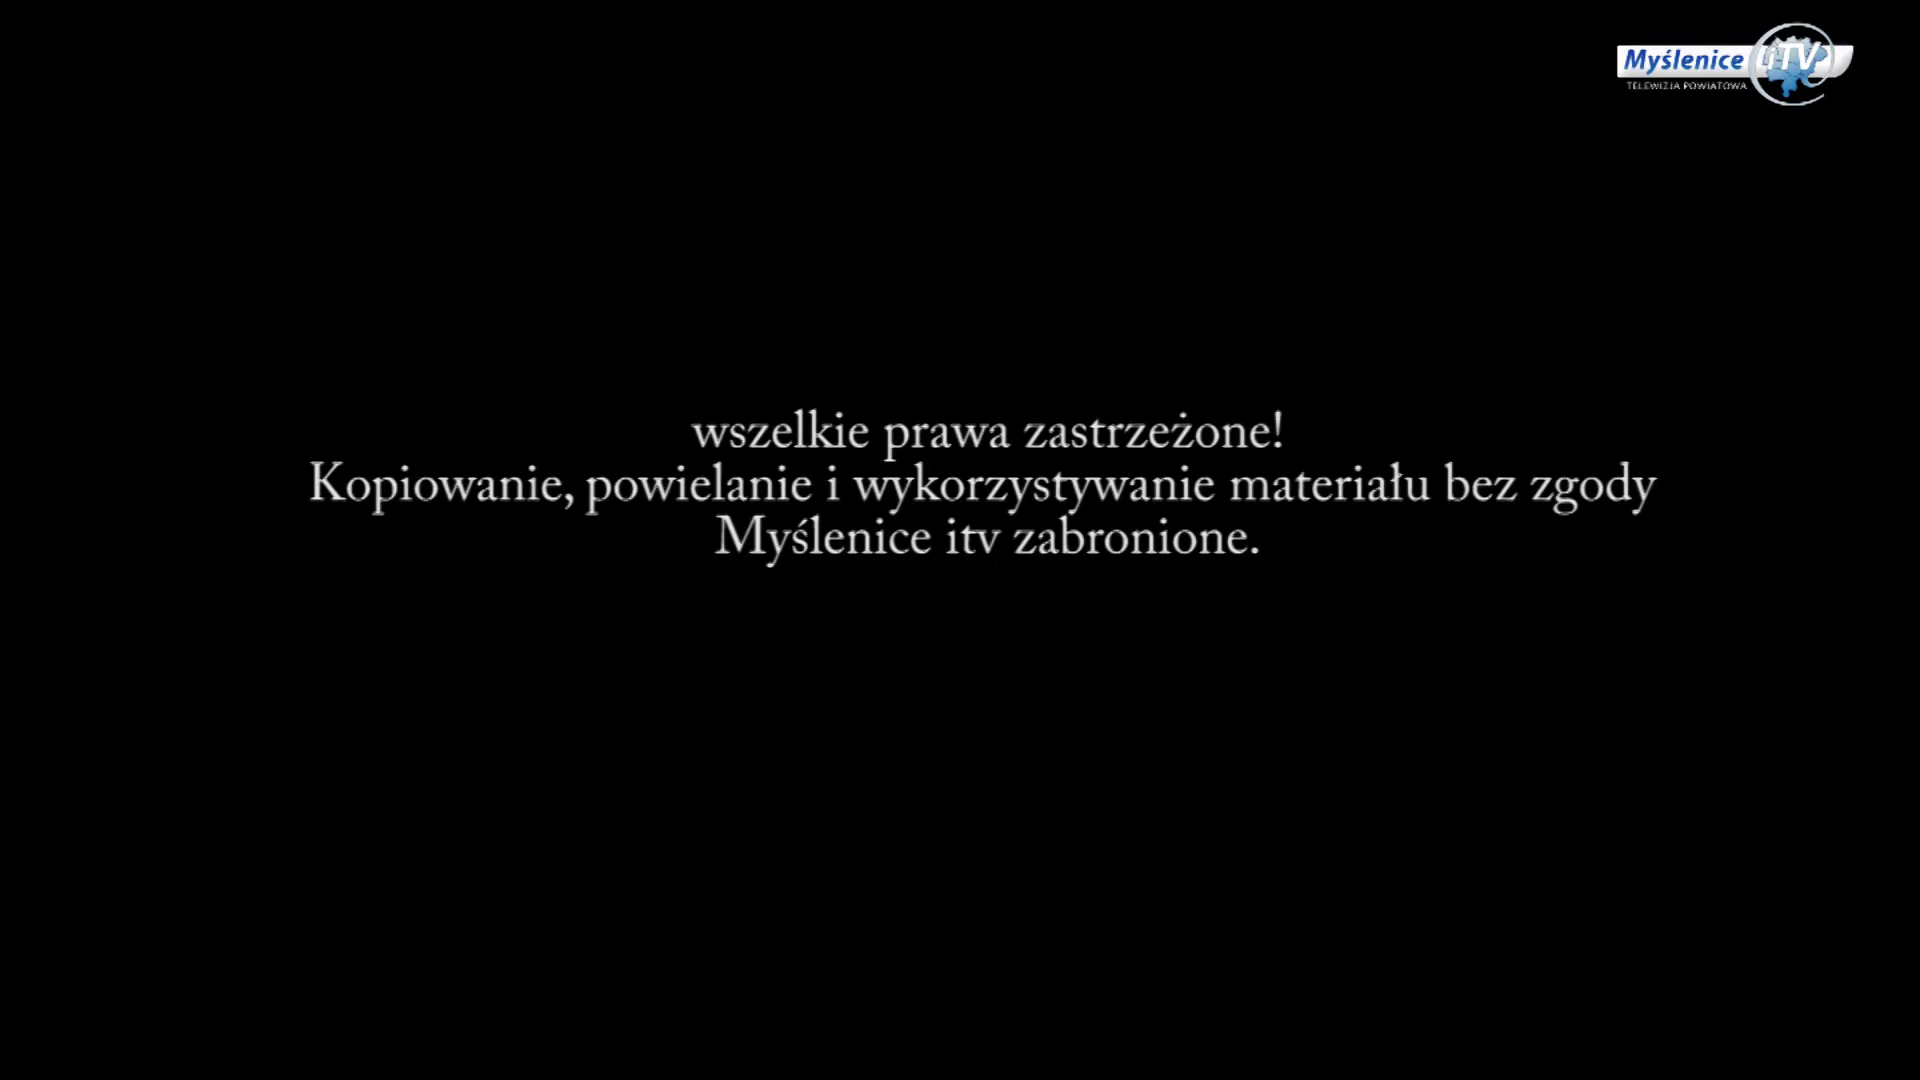 Myślenice iTV
TELEWIZJA POWIATOWA
wszelkie prawa zastrzeżone!
Kopiowanie, powielanie i wykorzystywanie materiału bez zgody
Myślenice itv zabronione.